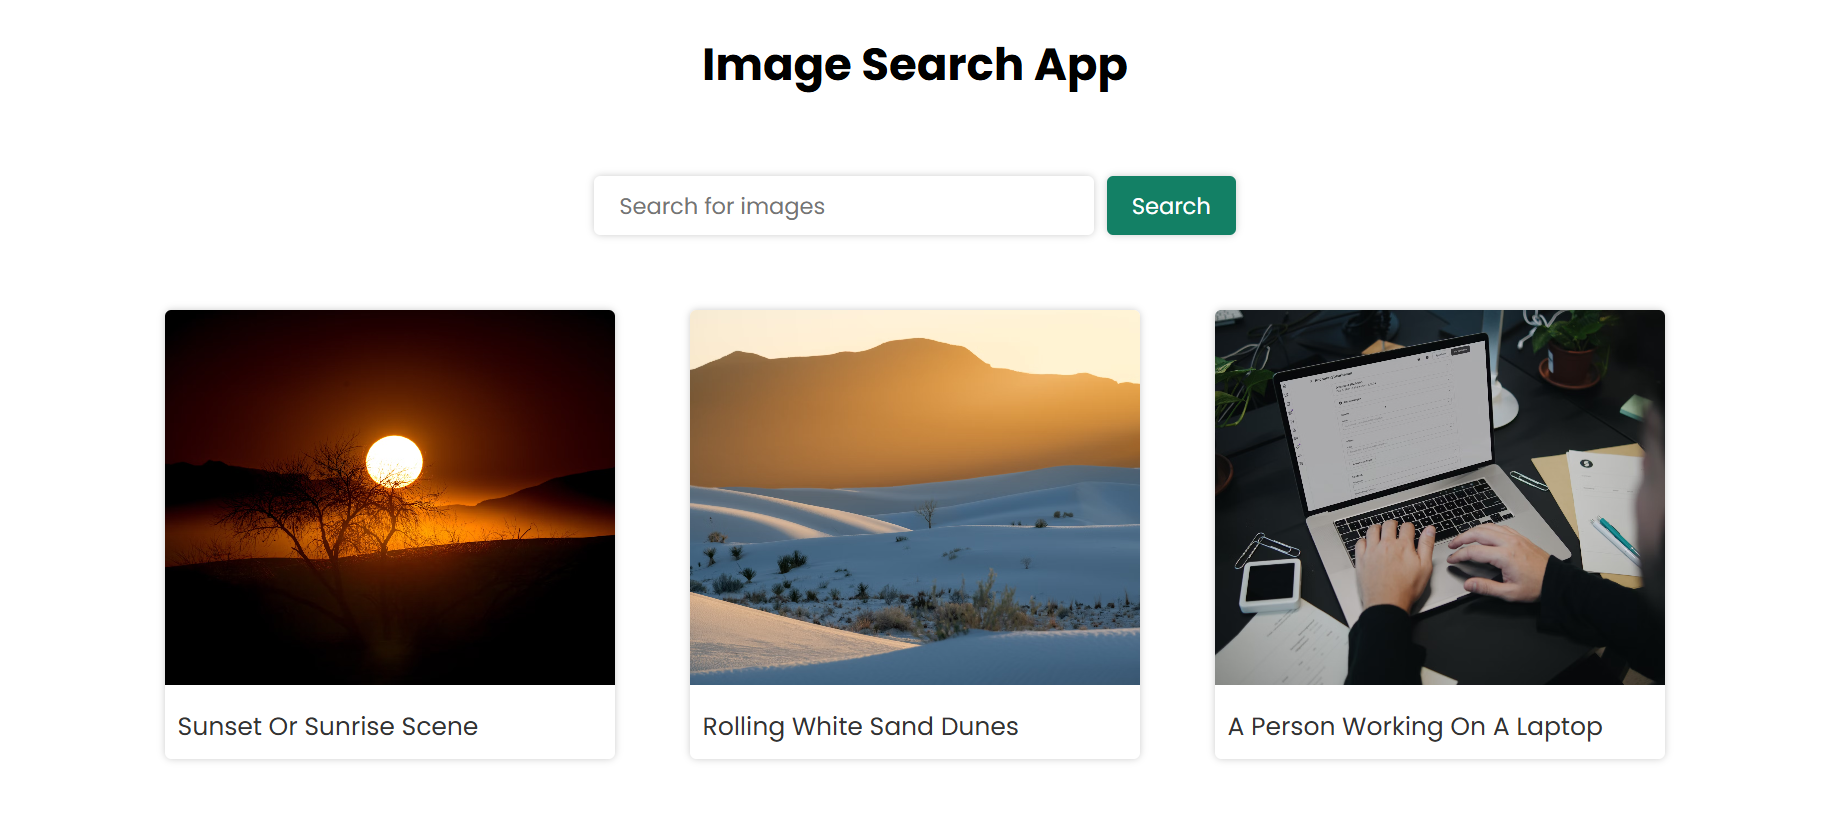 Image Search App
Search for images
Search
Sunset Or Sunrise Scene
Rolling White Sand Dunes
A Person Working On A Laptop